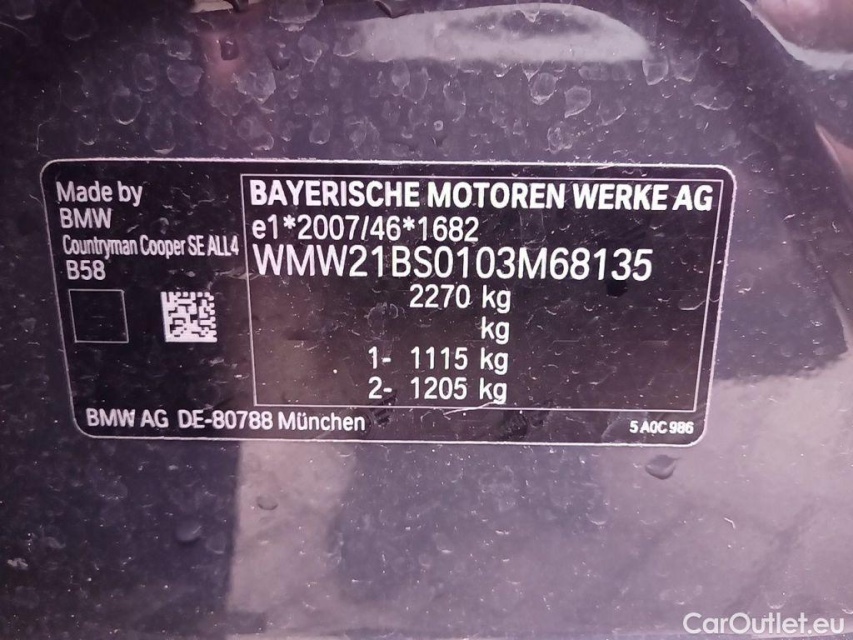 Made by
BMW
Countryman Cooper SE ALL4
B58
BAYERISCHE MOTOREN WERKE AG
e1*2007/46*1682
WMW21BS0103M68135
2270 kg
kg
1- 1115 kg
2- 1205 kg
BMW AG DE-80788 München
5 A0C 986
CarOutlet.eu